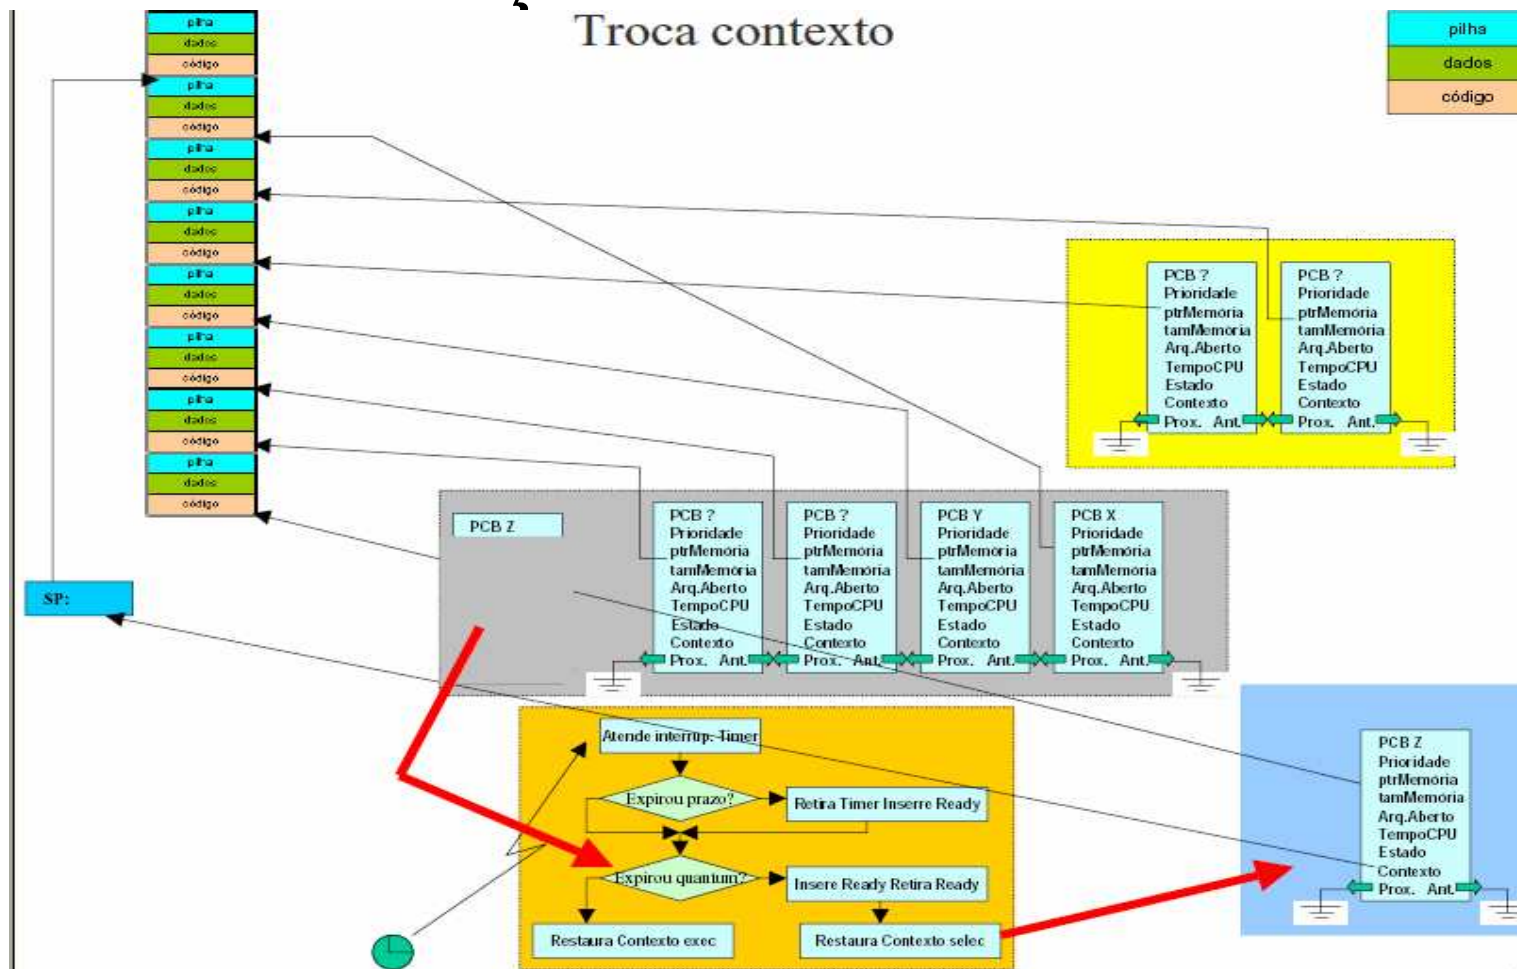 Troca contexto
pilha
dados
código
pilha
dados
código
pilha
dados
código
pilha
dados
código
pilha
dados
código
pilha
dados
código
pilha
dados
código
pilha
dados
código
pilha
dados
código
PCB ?
Prioridade
ptrMemória
tamMemória
Arq.Aberto
TempoCPU
Estado
Contexto
Prox. Ant.
PCB ?
Prioridade
ptrMemória
tamMemória
Arq.Aberto
TempoCPU
Estado
Contexto
Prox. Ant.
PCB Z
PCB ?
Prioridade
ptrMemória
tamMemória
Arq.Aberto
TempoCPU
Estado
Contexto
Prox. Ant.
PCB ?
Prioridade
ptrMemória
tamMemória
Arq.Aberto
TempoCPU
Estado
Contexto
Prox. Ant.
PCB Y
Prioridade
ptrMemória
tamMemória
Arq.Aberto
TempoCPU
Estado
Contexto
Prox. Ant.
PCB X
Prioridade
ptrMemória
tamMemória
Arq.Aberto
TempoCPU
Estado
Contexto
Prox. Ant.
SP:
Atende interrup. Timer
Expirou prazo?
Retira Timer Inserre Ready
Expirou quantum?
Insere Ready Retira Ready
Restaura Contexto exec
Restaura Contexto selec
PCB Z
Prioridade
ptrMemória
tamMemória
Arq.Aberto
TempoCPU
Estado
Contexto
Prox. Ant.